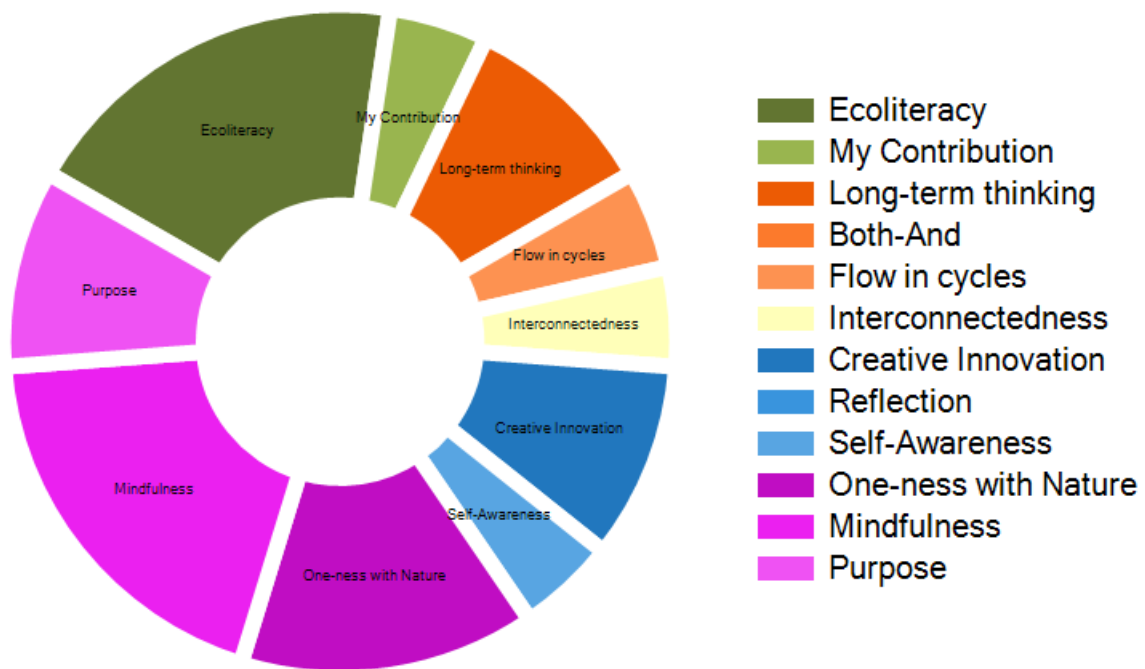 Ecoliteracy
My Contribution
Long-term thinking
Flow in cycles
Interconnectedness
Creative Innovation
Self-Awareness
One-ness with Nature
Mindfulness
Purpose
Ecoliteracy
My Contribution
Long-term thinking
Both-And
Flow in cycles
Interconnectedness
Creative Innovation
Reflection
Self-Awareness
One-ness with Nature
Mindfulness
Purpose